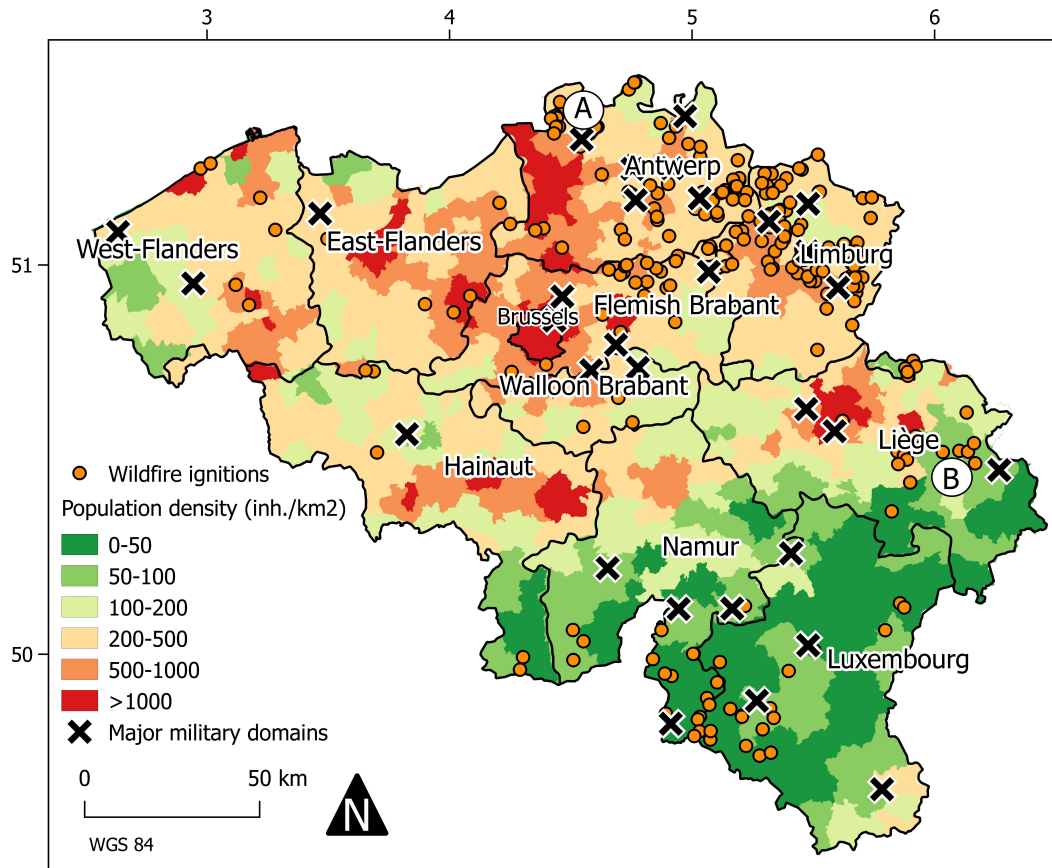 3 4 5 6
A
Antwerp
West-Flanders
East-Flanders
51
Limburg
Flemish Brabant
Brussels
Walloon Brabant
Liège
Hainaut
B
Wildfire ignitions
Population density (inh./km2)
0-50
50-100
100-200
200-500
500-1000
>1000
Major military domains
Namur
50
Luxembourg
0 50 km
N
WGS 84